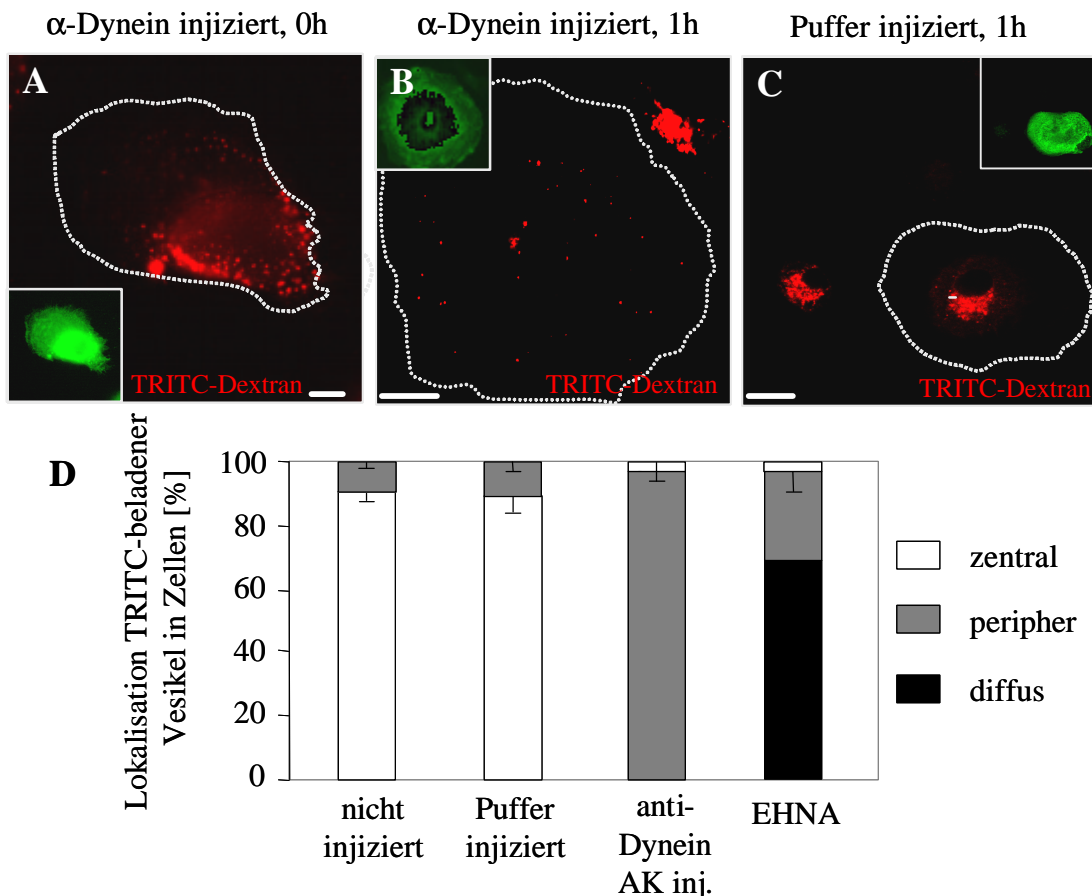 α-Dynein injiziert, 0h
α-Dynein injiziert, 1h
Puffer injiziert, 1h
A
B
C
TRITC-Dextran
TRITC-Dextran
TRITC-Dextran
D
Lokalisation TRITC-beladener
Vesikel in Zellen [%]
100
80
60
40
20
0
nicht
injiziert
Puffer
injiziert
anti-
Dynein
AK inj.
EHNA
zentral
peripher
diffus